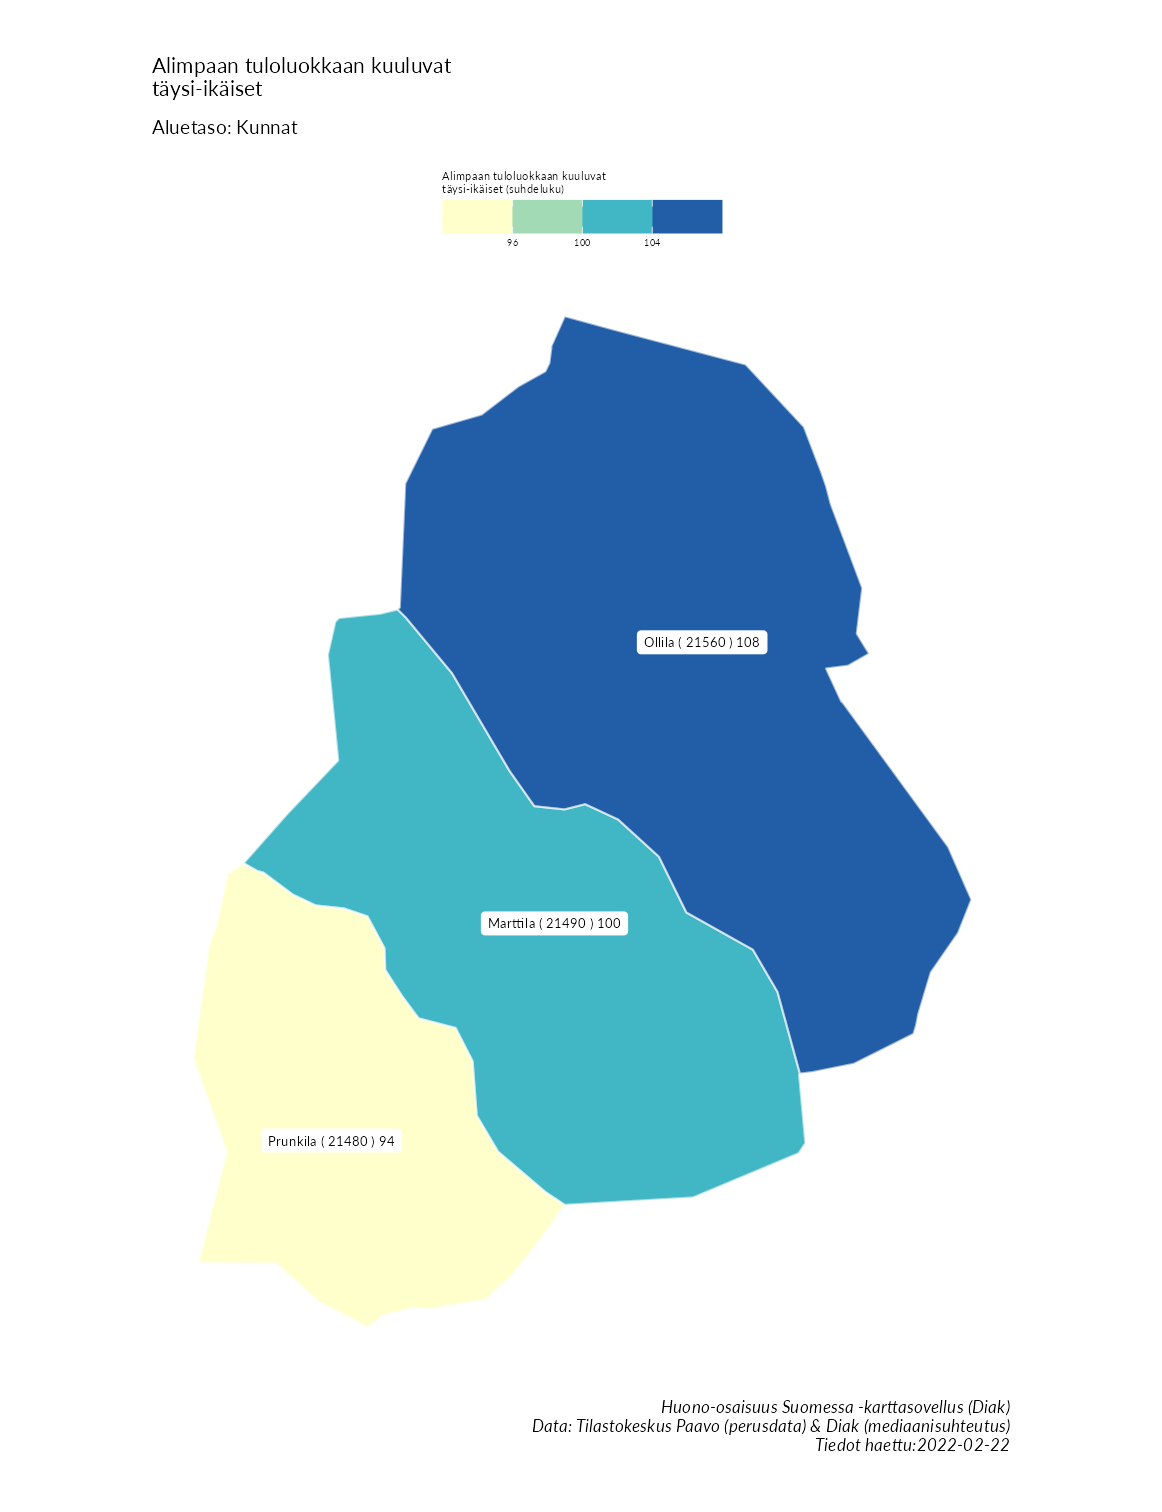 Alimpaan tuloluokkaan kuuluvat
täysi-ikäiset
Aluetaso: Kunnat
Alimpaan tuloluokkaan kuuluvat
täysi-ikäiset (suhdeluku)
96 100 104
Ollila ( 21560 ) 108
Marttila ( 21490 ) 100
Prunkila ( 21480 ) 94
Huono-osaisuus Suomessa -karttasovellus (Diak)
Data: Tilastokeskus Paavo (perusdata) & Diak (mediaanisuhteutus)
Tiedot haettu:2022-02-22